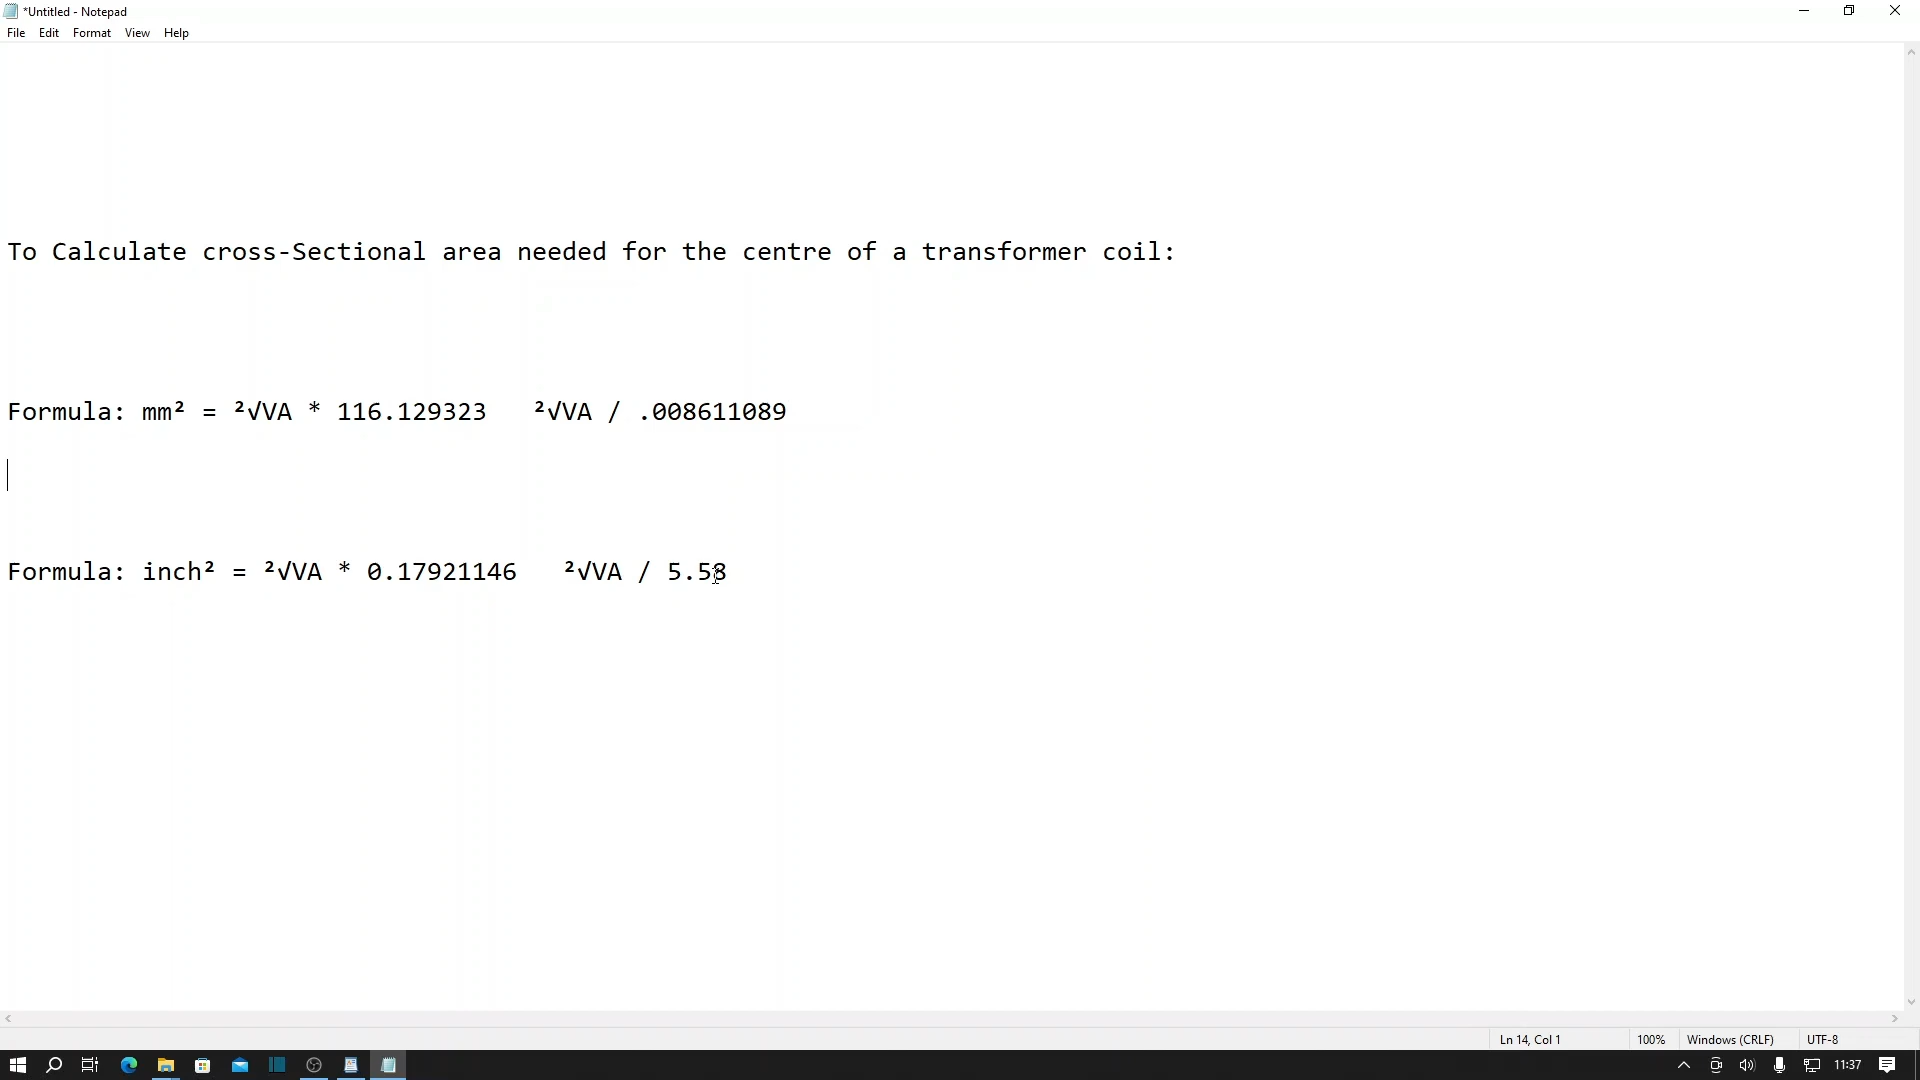 *Untitled - Notepad
File Edit Format View Help
To Calculate cross-Sectional area needed for the centre of a transformer coil:
Formula: mm² = ²√VA * 116.129323 ²√VA / .008611089
Formula: inch² = ²√VA * 0.17921146 ²√VA / 5.58
Ln 14, Col 1 100% Windows (CRLF) UTF-8
11:37